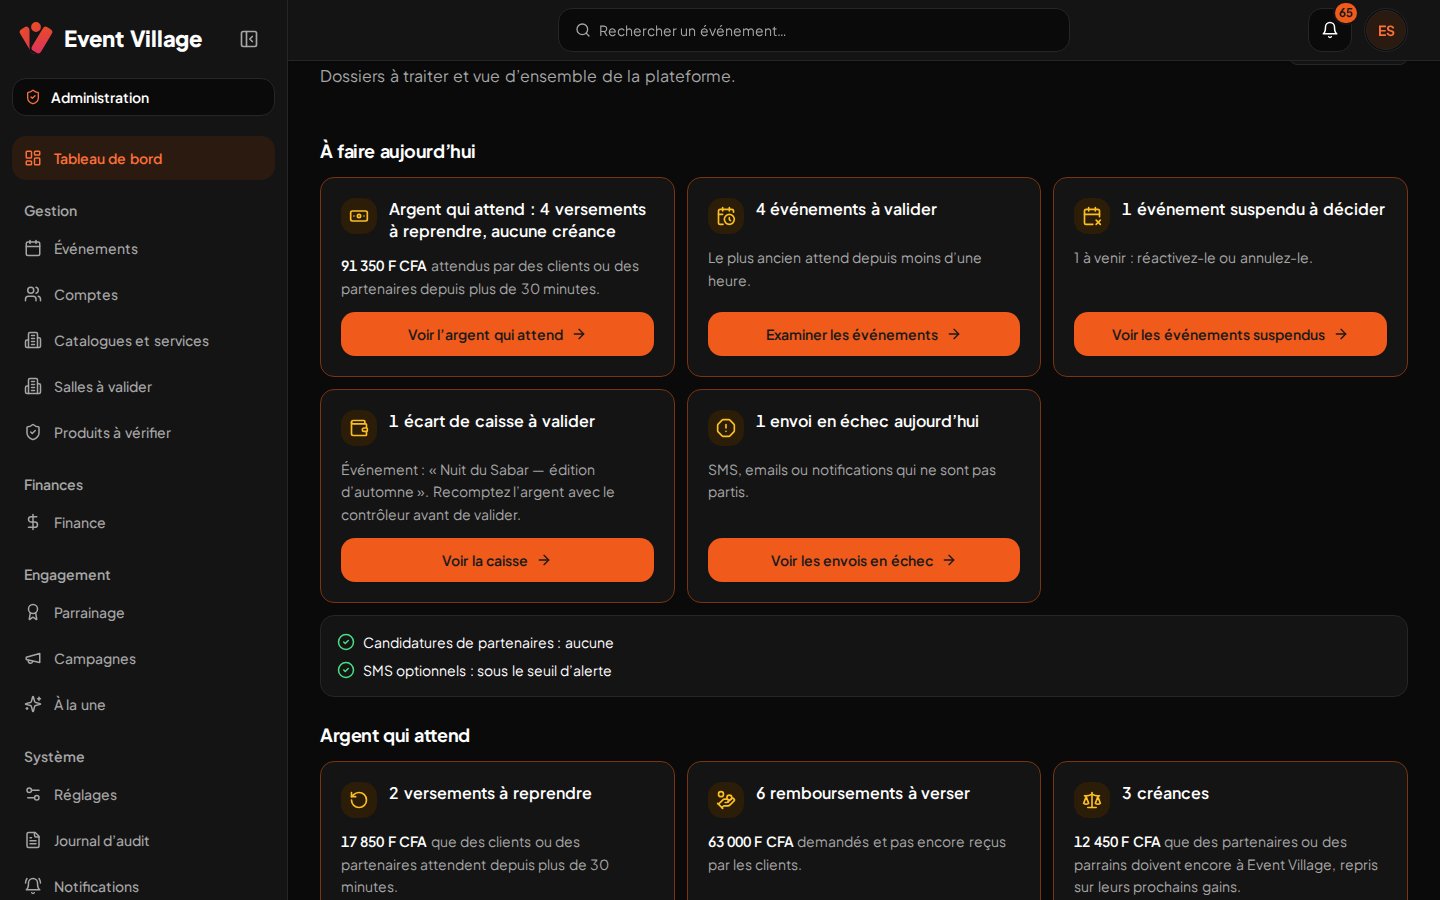 Event Village
Rechercher un événement...
65
ES
Administration
Tableau de bord
Gestion
Événements
Comptes
Catalogues et services
Salles à valider
Produits à vérifier
Finances
Finance
Engagement
Parrainage
Campagnes
À la une
Système
Réglages
Journal d'audit
Notifications
Dossiers à traiter et vue d'ensemble de la plateforme.
À faire aujourd'hui
Argent qui attend : 4 versements
à reprendre, aucune créance
91 350 F CFA attendus par des clients ou des
partenaires depuis plus de 30 minutes.
Voir l'argent qui attend
4 événements à valider
Le plus ancien attend depuis moins d'une
heure.
Examiner les événements
1 événement suspendu à décider
1 à venir : réactivez-le ou annulez-le.
Voir les événements suspendus
1 écart de caisse à valider
Événement : « Nuit du Sabar — édition
d'automne ». Recomptez l'argent avec le
contrôleur avant de valider.
Voir la caisse
1 envoi en échec aujourd'hui
SMS, emails ou notifications qui ne sont pas
partis.
Voir les envois en échec
Candidatures de partenaires : aucune
SMS optionnels : sous le seuil d'alerte
Argent qui attend
2 versements à reprendre
17 850 F CFA que des clients ou des
partenaires attendent depuis plus de 30
minutes.
6 remboursements à verser
63 000 F CFA demandés et pas encore reçus
par les clients.
3 créances
12 450 F CFA que des partenaires ou des
parrains doivent encore à Event Village, repris
sur leurs prochains gains.